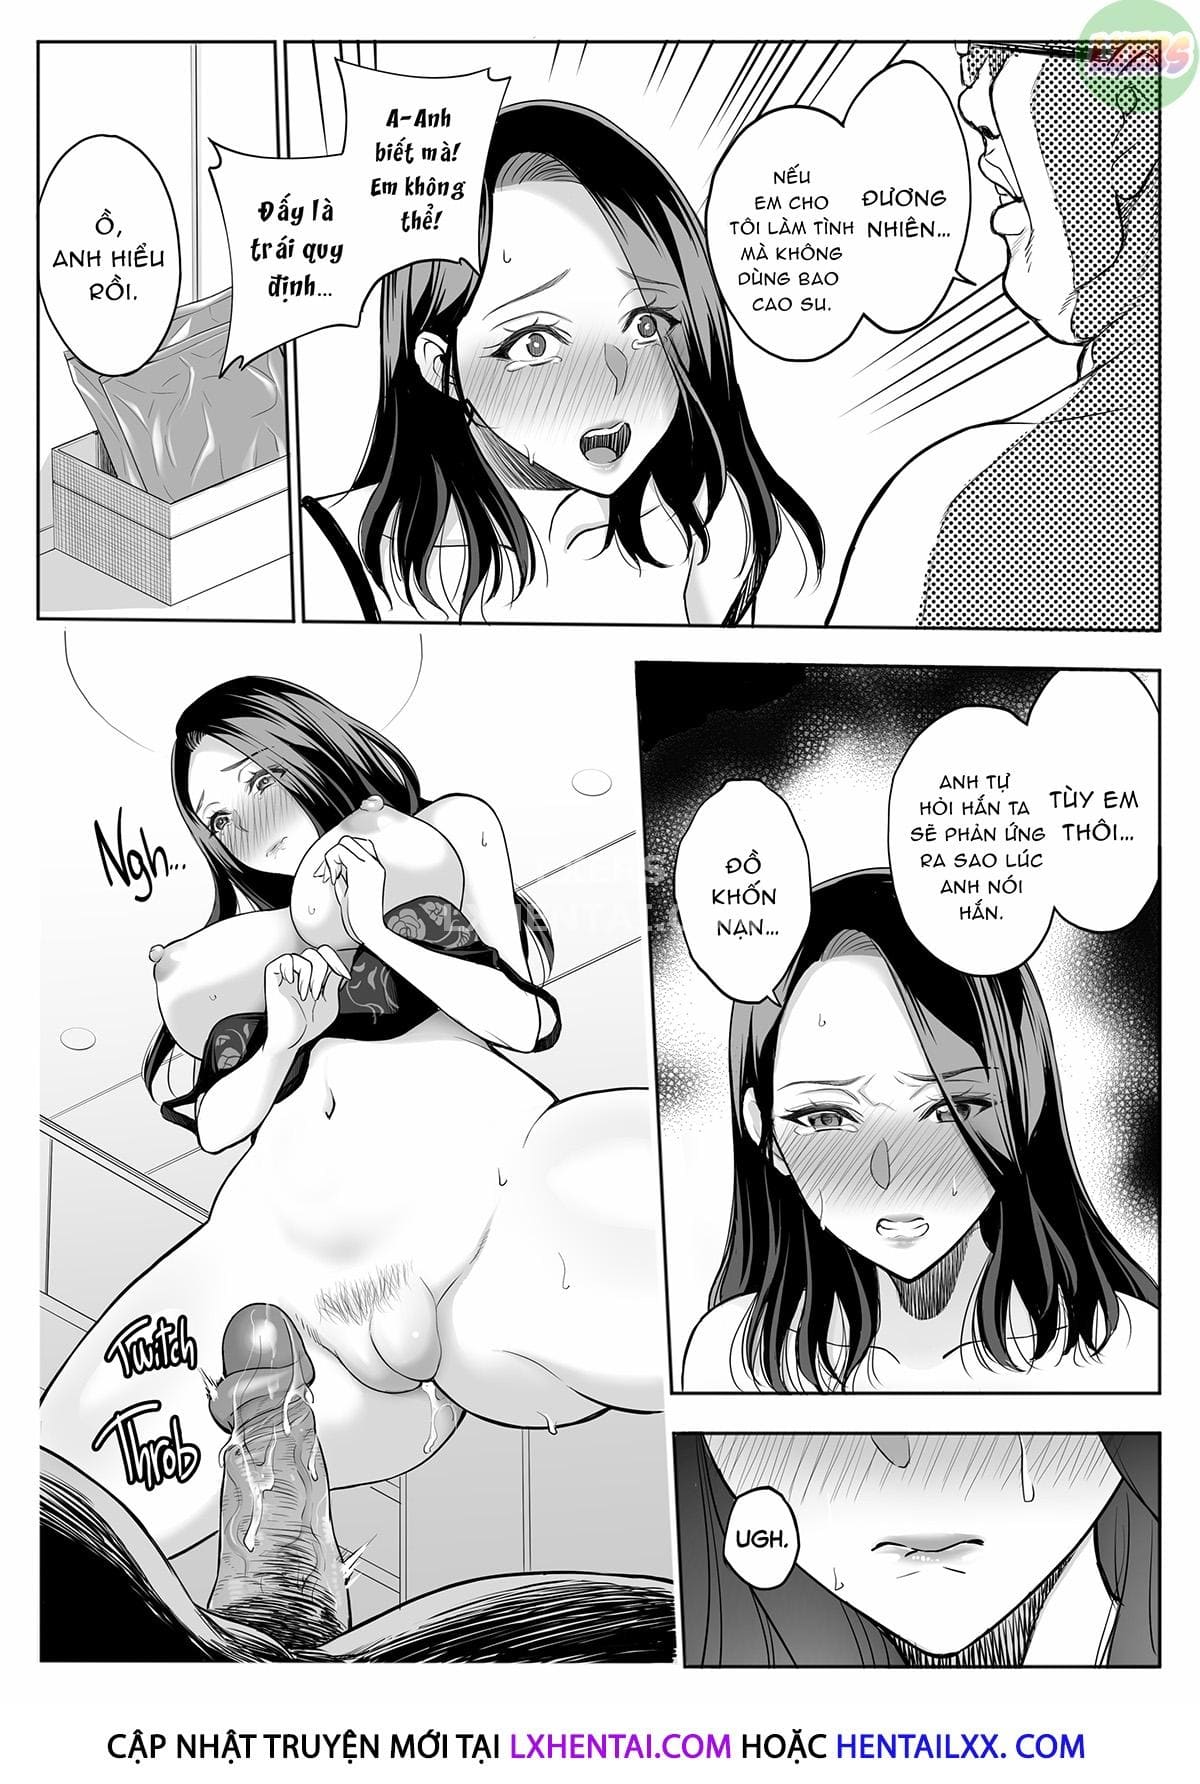 ĐƯƠNG
NHIÊN...
NẾU
EM CHO
TÔI LÀM TÌNH
MÀ KHÔNG
DÙNG BAO
CAO SU.
A-Anh
biết mà!
Em không
thể!
Đấy là
trái quy
định...
Ồ,
ANH HIỂU
RỒI.
TÙY EM
THÔI...
ANH TỰ
HỎI HẮN TA
SẼ PHẢN ỨNG
RA SAO LÚC
ANH NÓI
HẮN.
ĐỒ
KHỐN
NẠN...
Ngh...
Twitch
Throb
UGH.
CẬP NHẬT TRUYỆN MỚI TẠI LXHENTAI.COM HOẶC HENTAILXX. COM